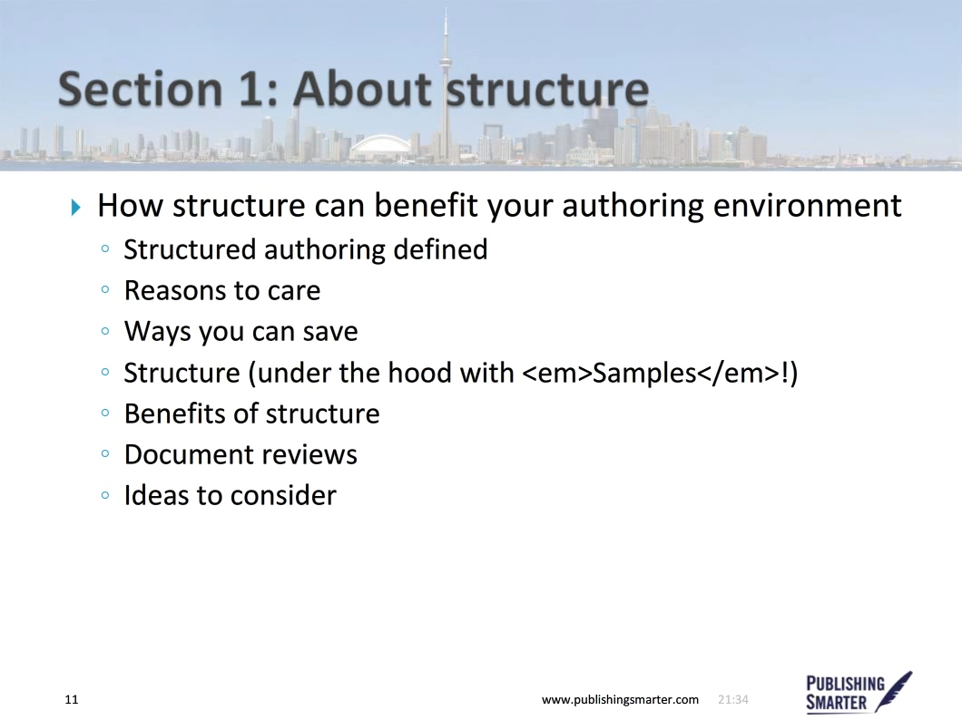 Section 1: About structure
How structure can benefit your authoring environment
Structured authoring defined
Reasons to care
Ways you can save
Structure (under the hood with <em>Samples</em>!)
Benefits of structure
Document reviews
Ideas to consider
11
www.publishingsmarter.com
21:34
PUBLISHING
SMARTER